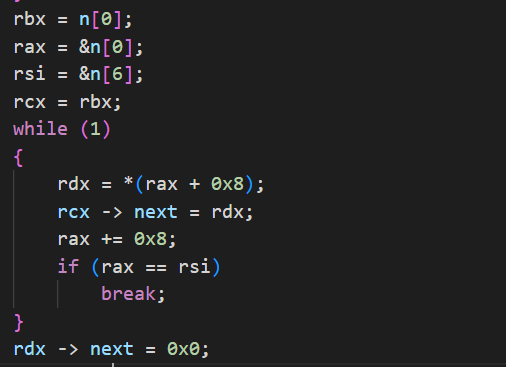 rbx = n[0];
rax = &n[0];
rsi = &n[6];
rcx = rbx;
while (1)
{
rdx = *(rax + 0x8);
rcx -> next = rdx;
rax += 0x8;
if (rax == rsi)
break;
}
rdx -> next = 0x0;